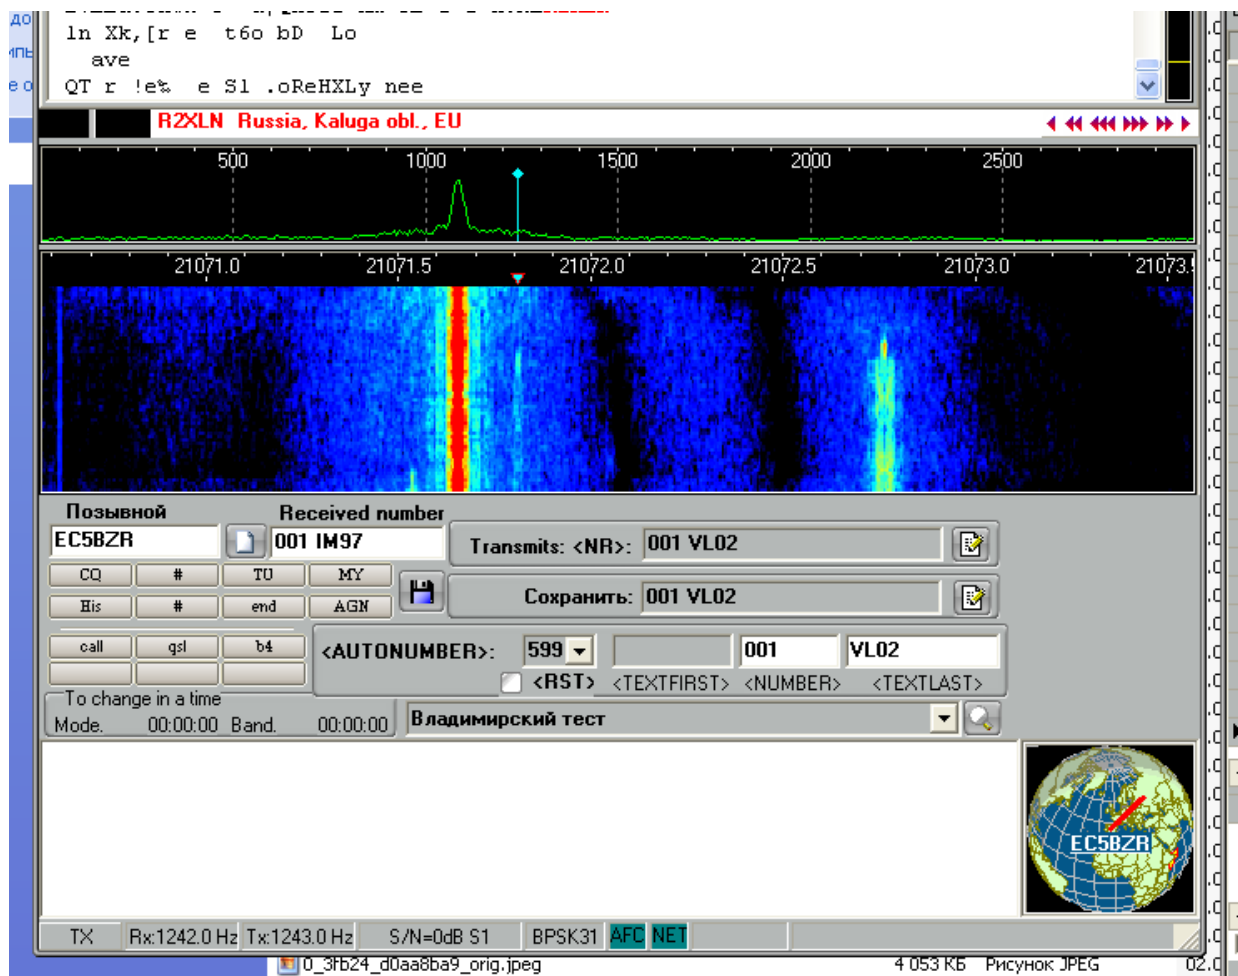 до
ln Xk,[r e t6o bD Lo
ave
QT r !e% e Sl .oReHXLy nee
R2XLN Russia, Kaluga obl., EU
500 1000 1500 2000 2500
21071.0 21071.5 21072.0 21072.5 21073.0 21073.
Позывной Received number
EC5BZR 001 IM97 Transmits: <NR>: 001 VL02
CQ # TU MY
His # end AGN Сохранить: 001 VL02
call qsl b4 <AUTONUMBER>: 599 001 VL02
<RST> <TEXTFIRST> <NUMBER> <TEXTLAST>
To change in a time
Mode. 00:00:00 Band. 00:00:00 Владимирский тест
EC5BZR
TX Rx:1242.0 Hz Tx:1243.0 Hz S/N=0dB S1 BPSK31 AFC NET
0_3fb24_d0aa8ba9_orig.jpeg 4 053 КБ Рисунок JPEG 02.0